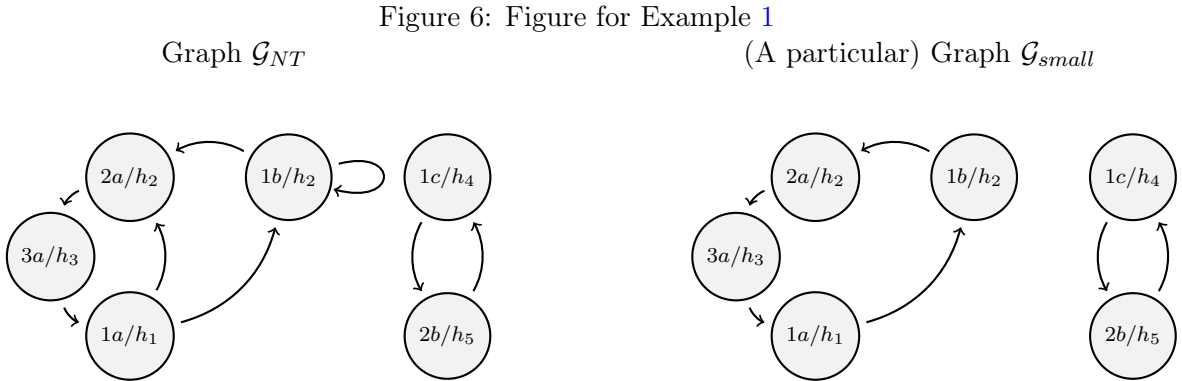 Figure 6: Figure for Example 1
Graph 𝒢_NT
(A particular) Graph 𝒢_small
2a/h₂
1b/h₂
1c/h₄
3a/h₃
1a/h₁
2b/h₅
2a/h₂
1b/h₂
1c/h₄
3a/h₃
1a/h₁
2b/h₅